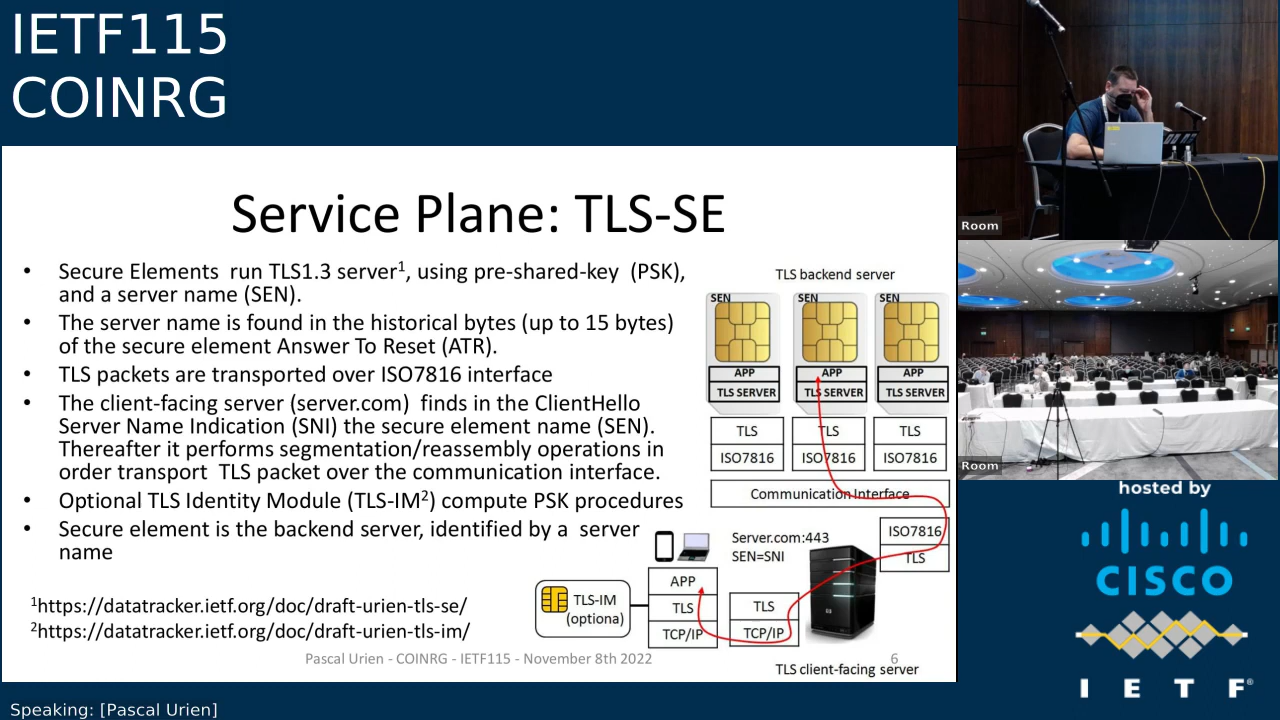 IETF115
COINRG
Service Plane: TLS-SE
• Secure Elements run TLS1.3 server1, using pre-shared-key (PSK),
and a server name (SEN).
• The server name is found in the historical bytes (up to 15 bytes)
of the secure element Answer To Reset (ATR).
• TLS packets are transported over ISO7816 interface
• The client-facing server (server.com) finds in the ClientHello
Server Name Indication (SNI) the secure element name (SEN).
Thereafter it performs segmentation/reassembly operations in
order transport TLS packet over the communication interface.
• Optional TLS Identity Module (TLS-IM2) compute PSK procedures
• Secure element is the backend server, identified by a server
name
1https://datatracker.ietf.org/doc/draft-urien-tls-se/
2https://datatracker.ietf.org/doc/draft-urien-tls-im/
TLS backend server
SEN SEN SEN
APP APP APP
TLS SERVER TLS SERVER TLS SERVER
TLS TLS TLS
ISO7816 ISO7816 ISO7816
Communication Interface
ISO7816
TLS
Server.com:443
SEN=SNI
TLS-IM
(optiona)
APP
TLS
TCP/IP
TLS
TCP/IP
Pascal Urien - COINRG - IETF115 - November 8th 2022
6
TLS client-facing server
Room
Room
hosted by
CISCO
I E T F®
Speaking: [Pascal Urien]